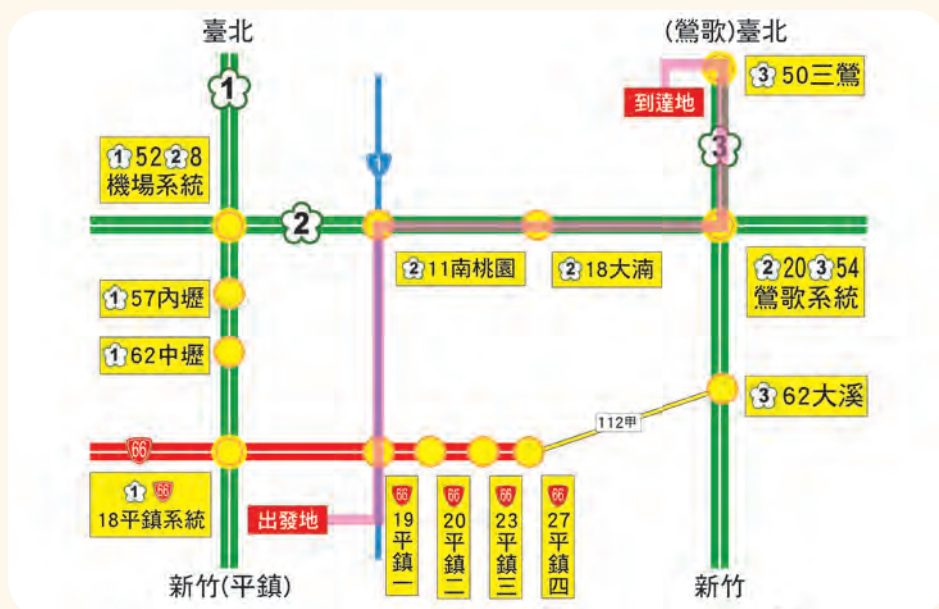 臺北
(鶯歌)臺北
1
3 50三鶯
到達地
3
1 52 2 8
機場系統
1
2
2 11南桃園
2 18大湳
2 20 3 54
鶯歌系統
1 57內壢
1 62中壢
3 62大溪
112甲
66
1 66
18平鎮系統
出發地
66
19
平鎮一
66
20
平鎮二
66
23
平鎮三
66
27
平鎮四
新竹(平鎮)
新竹